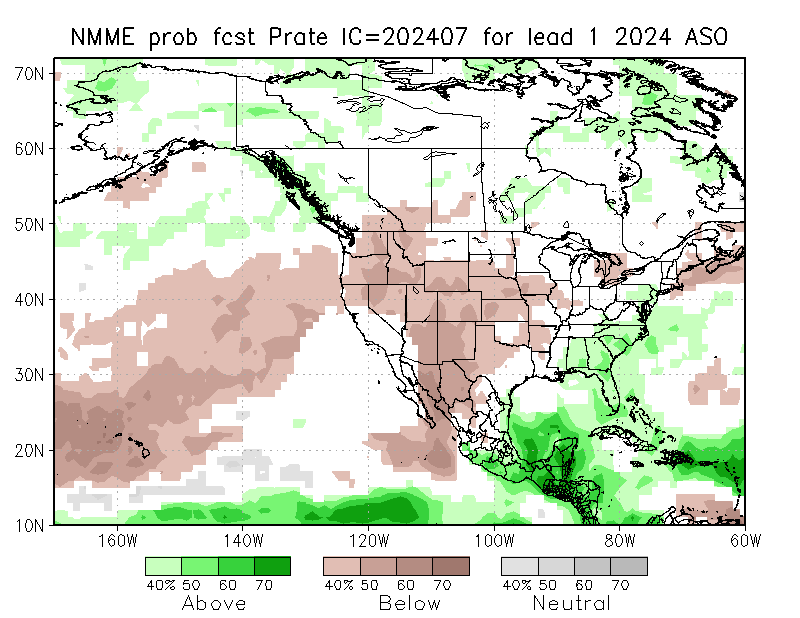 NMME prob fcst Prate IC=202407 for lead 1 2024 ASO
70N
60N
50N
40N
30N
20N
10N
160W 140W 120W 100W 80W 60W
40% 50 60 70 40% 50 60 70 40% 50 60 70
Above Below Neutral